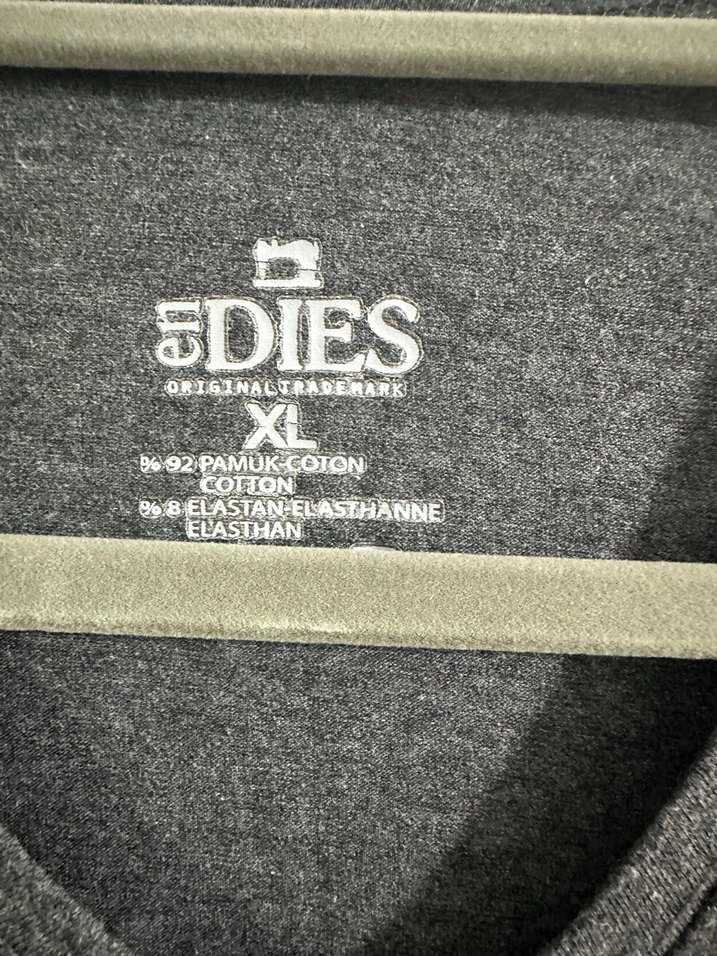 en DIES
ORIGINAL TRADEMARK
XL
% 92 PAMUK-COTON
COTTON
% 8 ELASTAN-ELASTHANNE
ELASTHAN